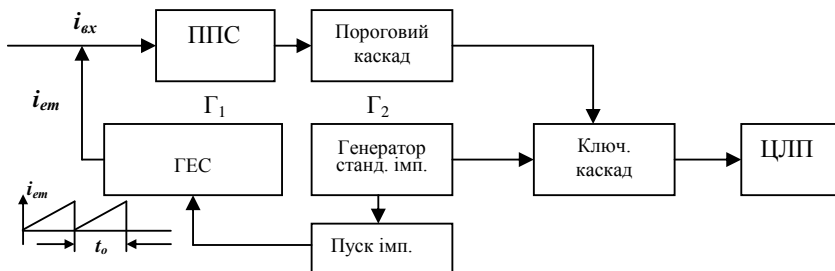 iвх
ППС
Пороговий
каскад
iет
Г1
Г2
ГЕС
Генератор
станд. імп.
Ключ.
каскад
ЦЛП
iет
to
Пуск імп.